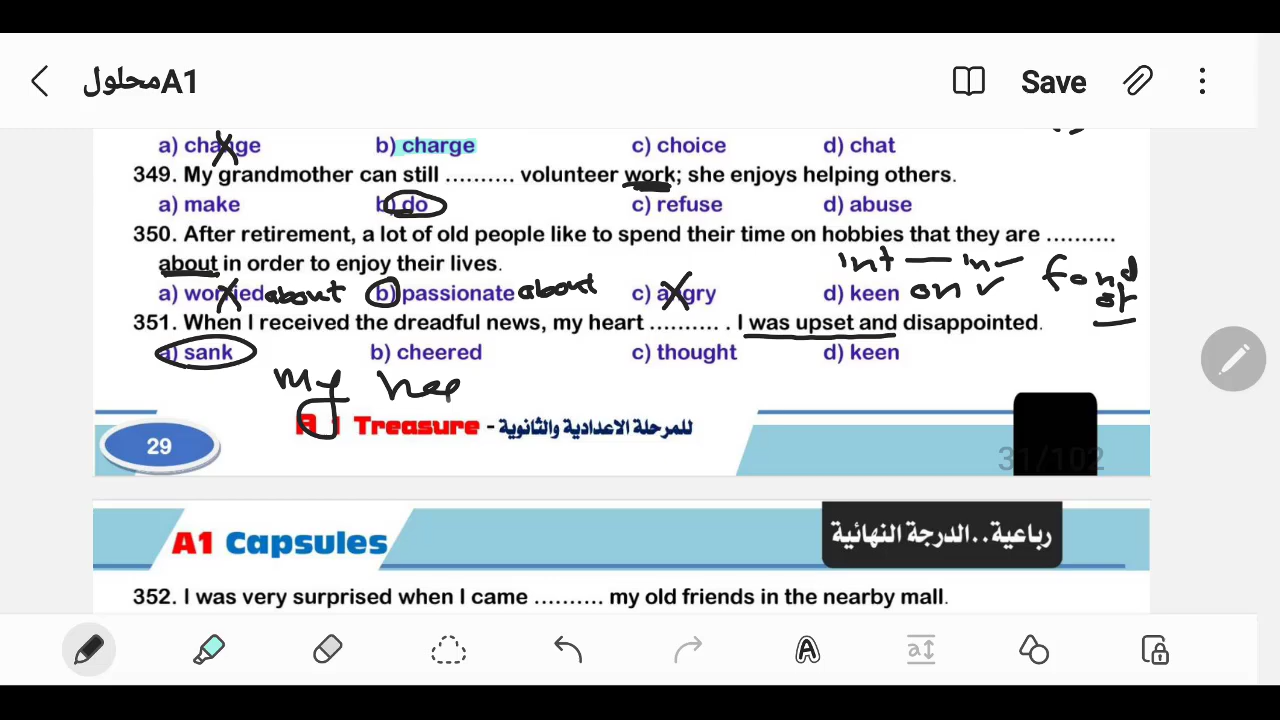 محلولA1
Save
a) change b) charge c) choice d) chat
349. My grandmother can still .......... volunteer work; she enjoys helping others.
a) make b) do c) refuse d) abuse
350. After retirement, a lot of old people like to spend their time on hobbies that they are ..........
about in order to enjoy their lives.
int — in
fond of
a) worried about b) passionate about c) angry d) keen on
351. When I received the dreadful news, my heart .......... . I was upset and disappointed.
a) sank b) cheered c) thought d) keen
my hea
A 1 Treasure - للمرحلة الاعدادية والثانوية
29
31/102
A1 Capsules
رباعية..الدرجة النهائية
352. I was very surprised when I came .......... my old friends in the nearby mall.